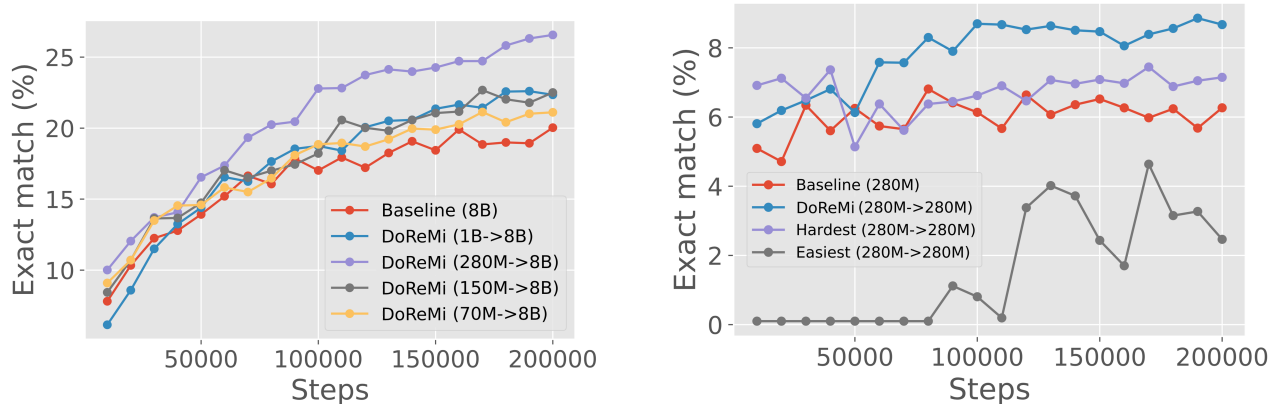 Exact match (%)
25
20
15
10
Baseline (8B)
DoReMi (1B->8B)
DoReMi (280M->8B)
DoReMi (150M->8B)
DoReMi (70M->8B)
50000 100000 150000 200000
Steps
Exact match (%)
8
6
4
2
0
Baseline (280M)
DoReMi (280M->280M)
Hardest (280M->280M)
Easiest (280M->280M)
50000 100000 150000 200000
Steps